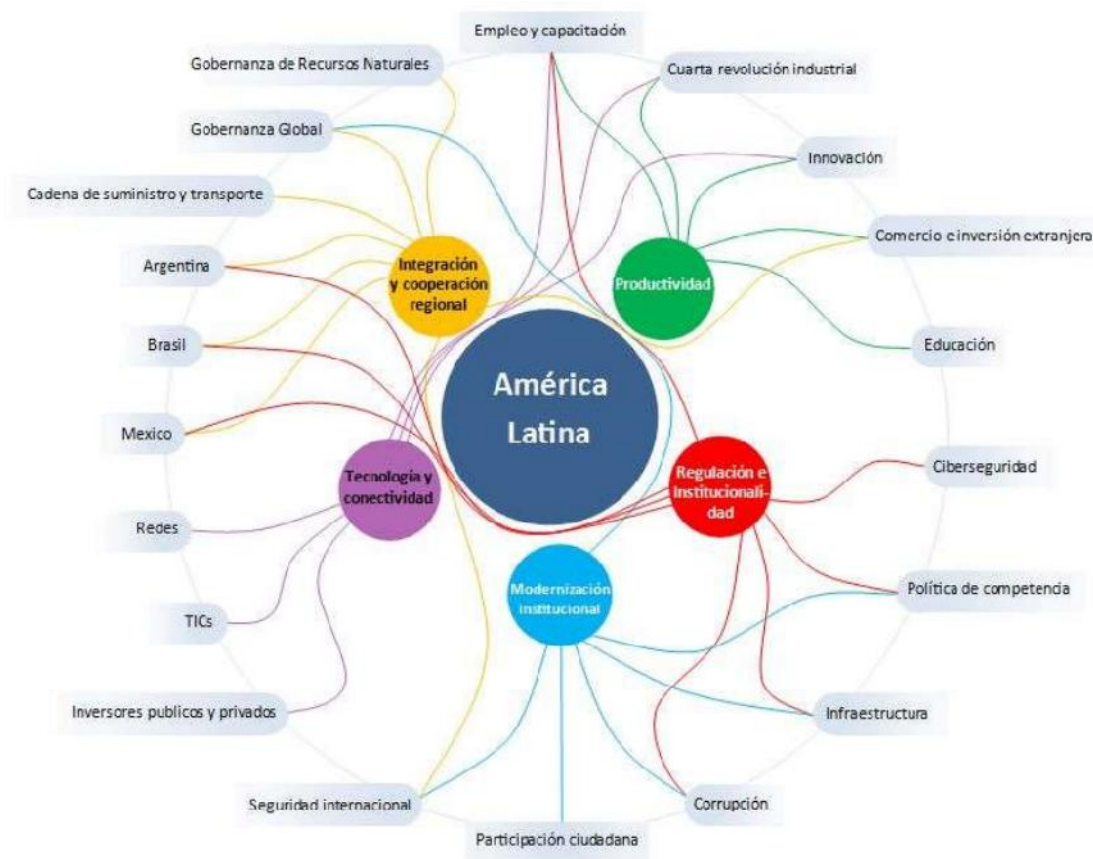 Empleo y capacitación
Gobernanza de Recursos Naturales
Cuarta revolución industrial
Gobernanza Global
Innovación
Cadena de suministro y transporte
Comercio e inversión extranjera
Argentina
Integración
y cooperación
regional
Productividad
Brasil
Educación
América
Latina
Mexico
Tecnología y
conectividad
Regulación e
Institucionali-
dad
Ciberseguridad
Redes
Modernización
institucional
Política de competencia
TICs
Inversores publicos y privados
Infraestructura
Seguridad internacional
Corrupción
Participación ciudadana